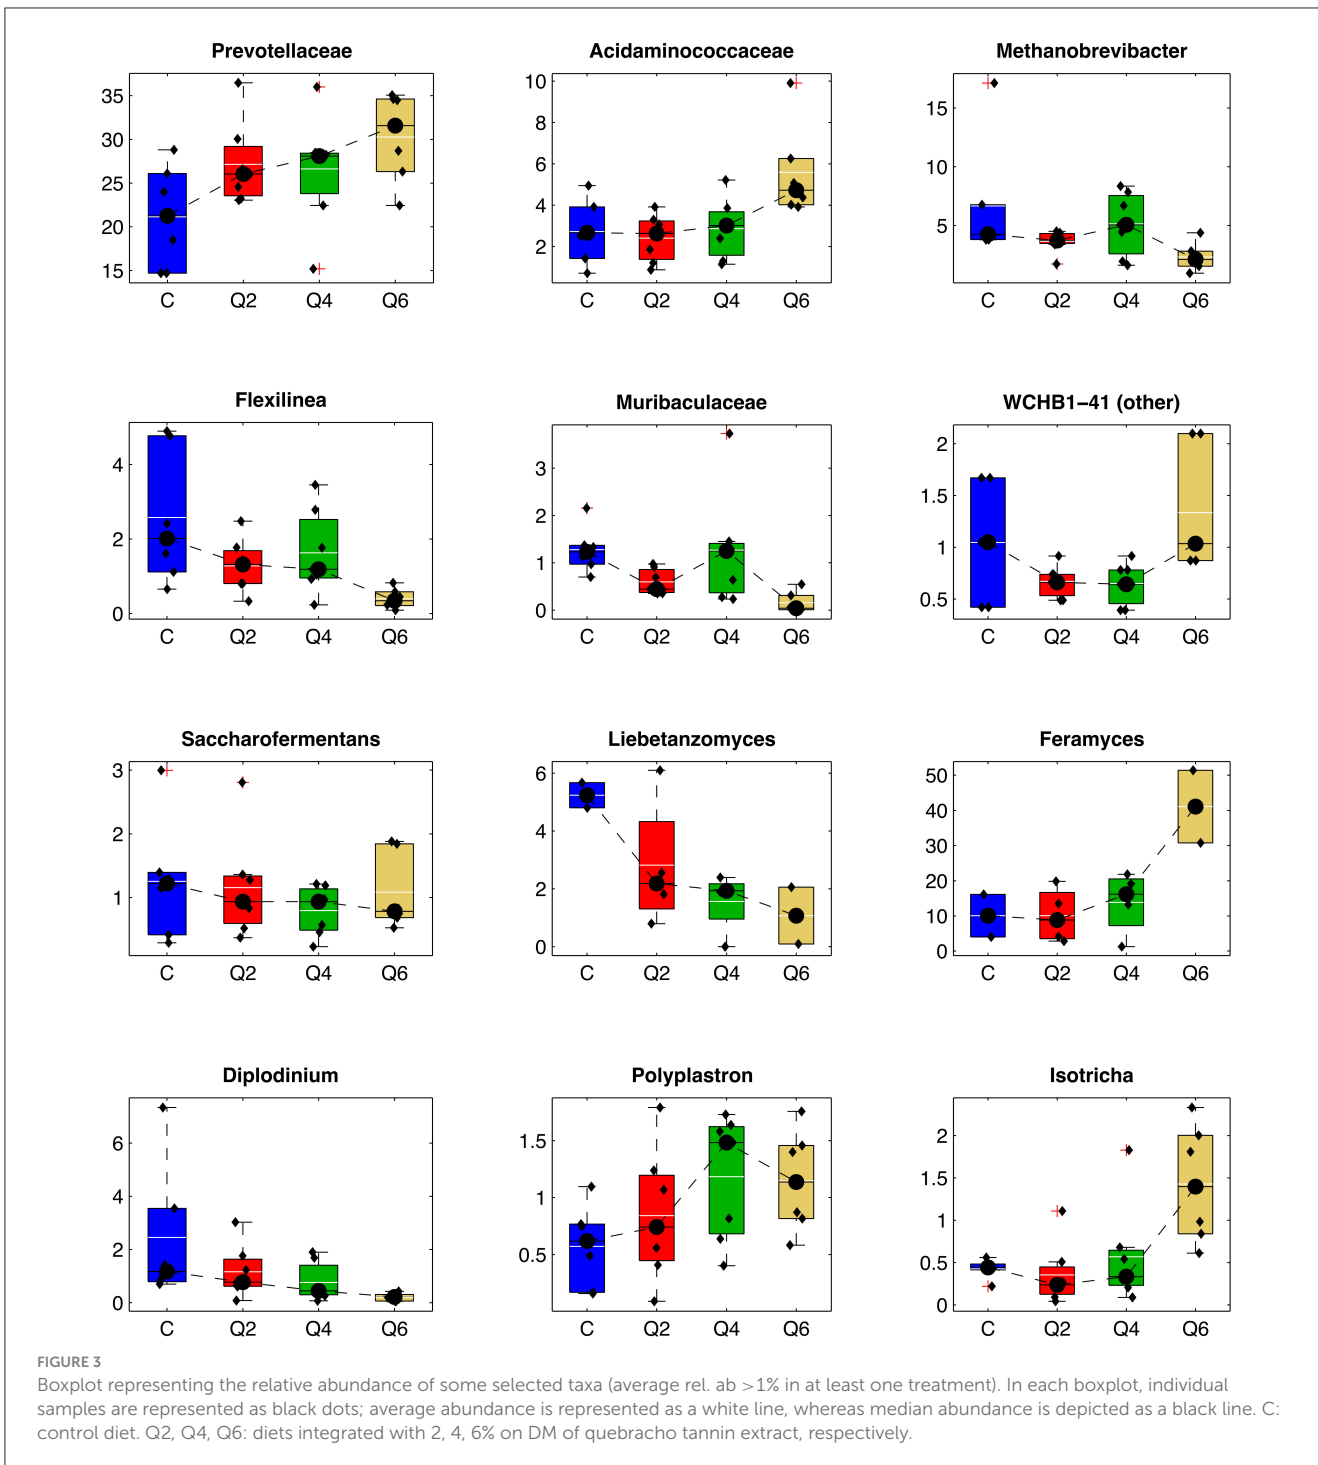 Prevotellaceae
35
30
25
20
15
C Q2 Q4 Q6
Acidaminococcaceae
10
8
6
4
2
C Q2 Q4 Q6
Methanobrevibacter
15
10
5
C Q2 Q4 Q6
Flexilinea
4
2
0
C Q2 Q4 Q6
Muribaculaceae
3
2
1
0
C Q2 Q4 Q6
WCHB1−41 (other)
2
1.5
1
0.5
C Q2 Q4 Q6
Saccharofermentans
3
2
1
C Q2 Q4 Q6
Liebetanzomyces
6
4
2
0
C Q2 Q4 Q6
Feramyces
50
40
30
20
10
0
C Q2 Q4 Q6
Diplodinium
6
4
2
0
C Q2 Q4 Q6
Polyplastron
1.5
1
0.5
C Q2 Q4 Q6
Isotricha
2
1.5
1
0.5
0
C Q2 Q4 Q6
FIGURE 3
Boxplot representing the relative abundance of some selected taxa (average rel. ab >1% in at least one treatment). In each boxplot, individual
samples are represented as black dots; average abundance is represented as a white line, whereas median abundance is depicted as a black line. C:
control diet. Q2, Q4, Q6: diets integrated with 2, 4, 6% on DM of quebracho tannin extract, respectively.